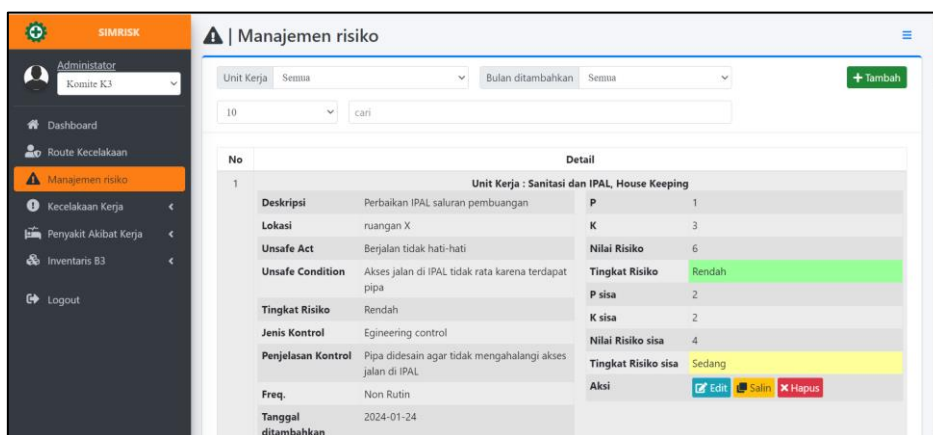 SIMRISK
Administator
Komite K3
Dashboard
Route Kecelakaan
Manajemen risiko
Kecelakaan Kerja
Penyakit Akibat Kerja
Inventaris B3
Logout
| Manajemen risiko
Unit Kerja Semua Bulan ditambahkan Semua + Tambah
10 cari
No Detail
1 Unit Kerja : Sanitasi dan IPAL, House Keeping
Deskripsi Perbaikan IPAL saluran pembuangan
Lokasi ruangan X
Unsafe Act Berjalan tidak hati-hati
Unsafe Condition Akses jalan di IPAL tidak rata karena terdapat
pipa
Tingkat Risiko Rendah
Jenis Kontrol Egineering control
Penjelasan Kontrol Pipa didesain agar tidak mengahalangi akses
jalan di IPAL
Freq. Non Rutin
Tanggal 2024-01-24
ditambahkan
P 1
K 3
Nilai Risiko 6
Tingkat Risiko Rendah
P sisa 2
K sisa 2
Nilai Risiko sisa 4
Tingkat Risiko sisa Sedang
Aksi Edit Salin Hapus